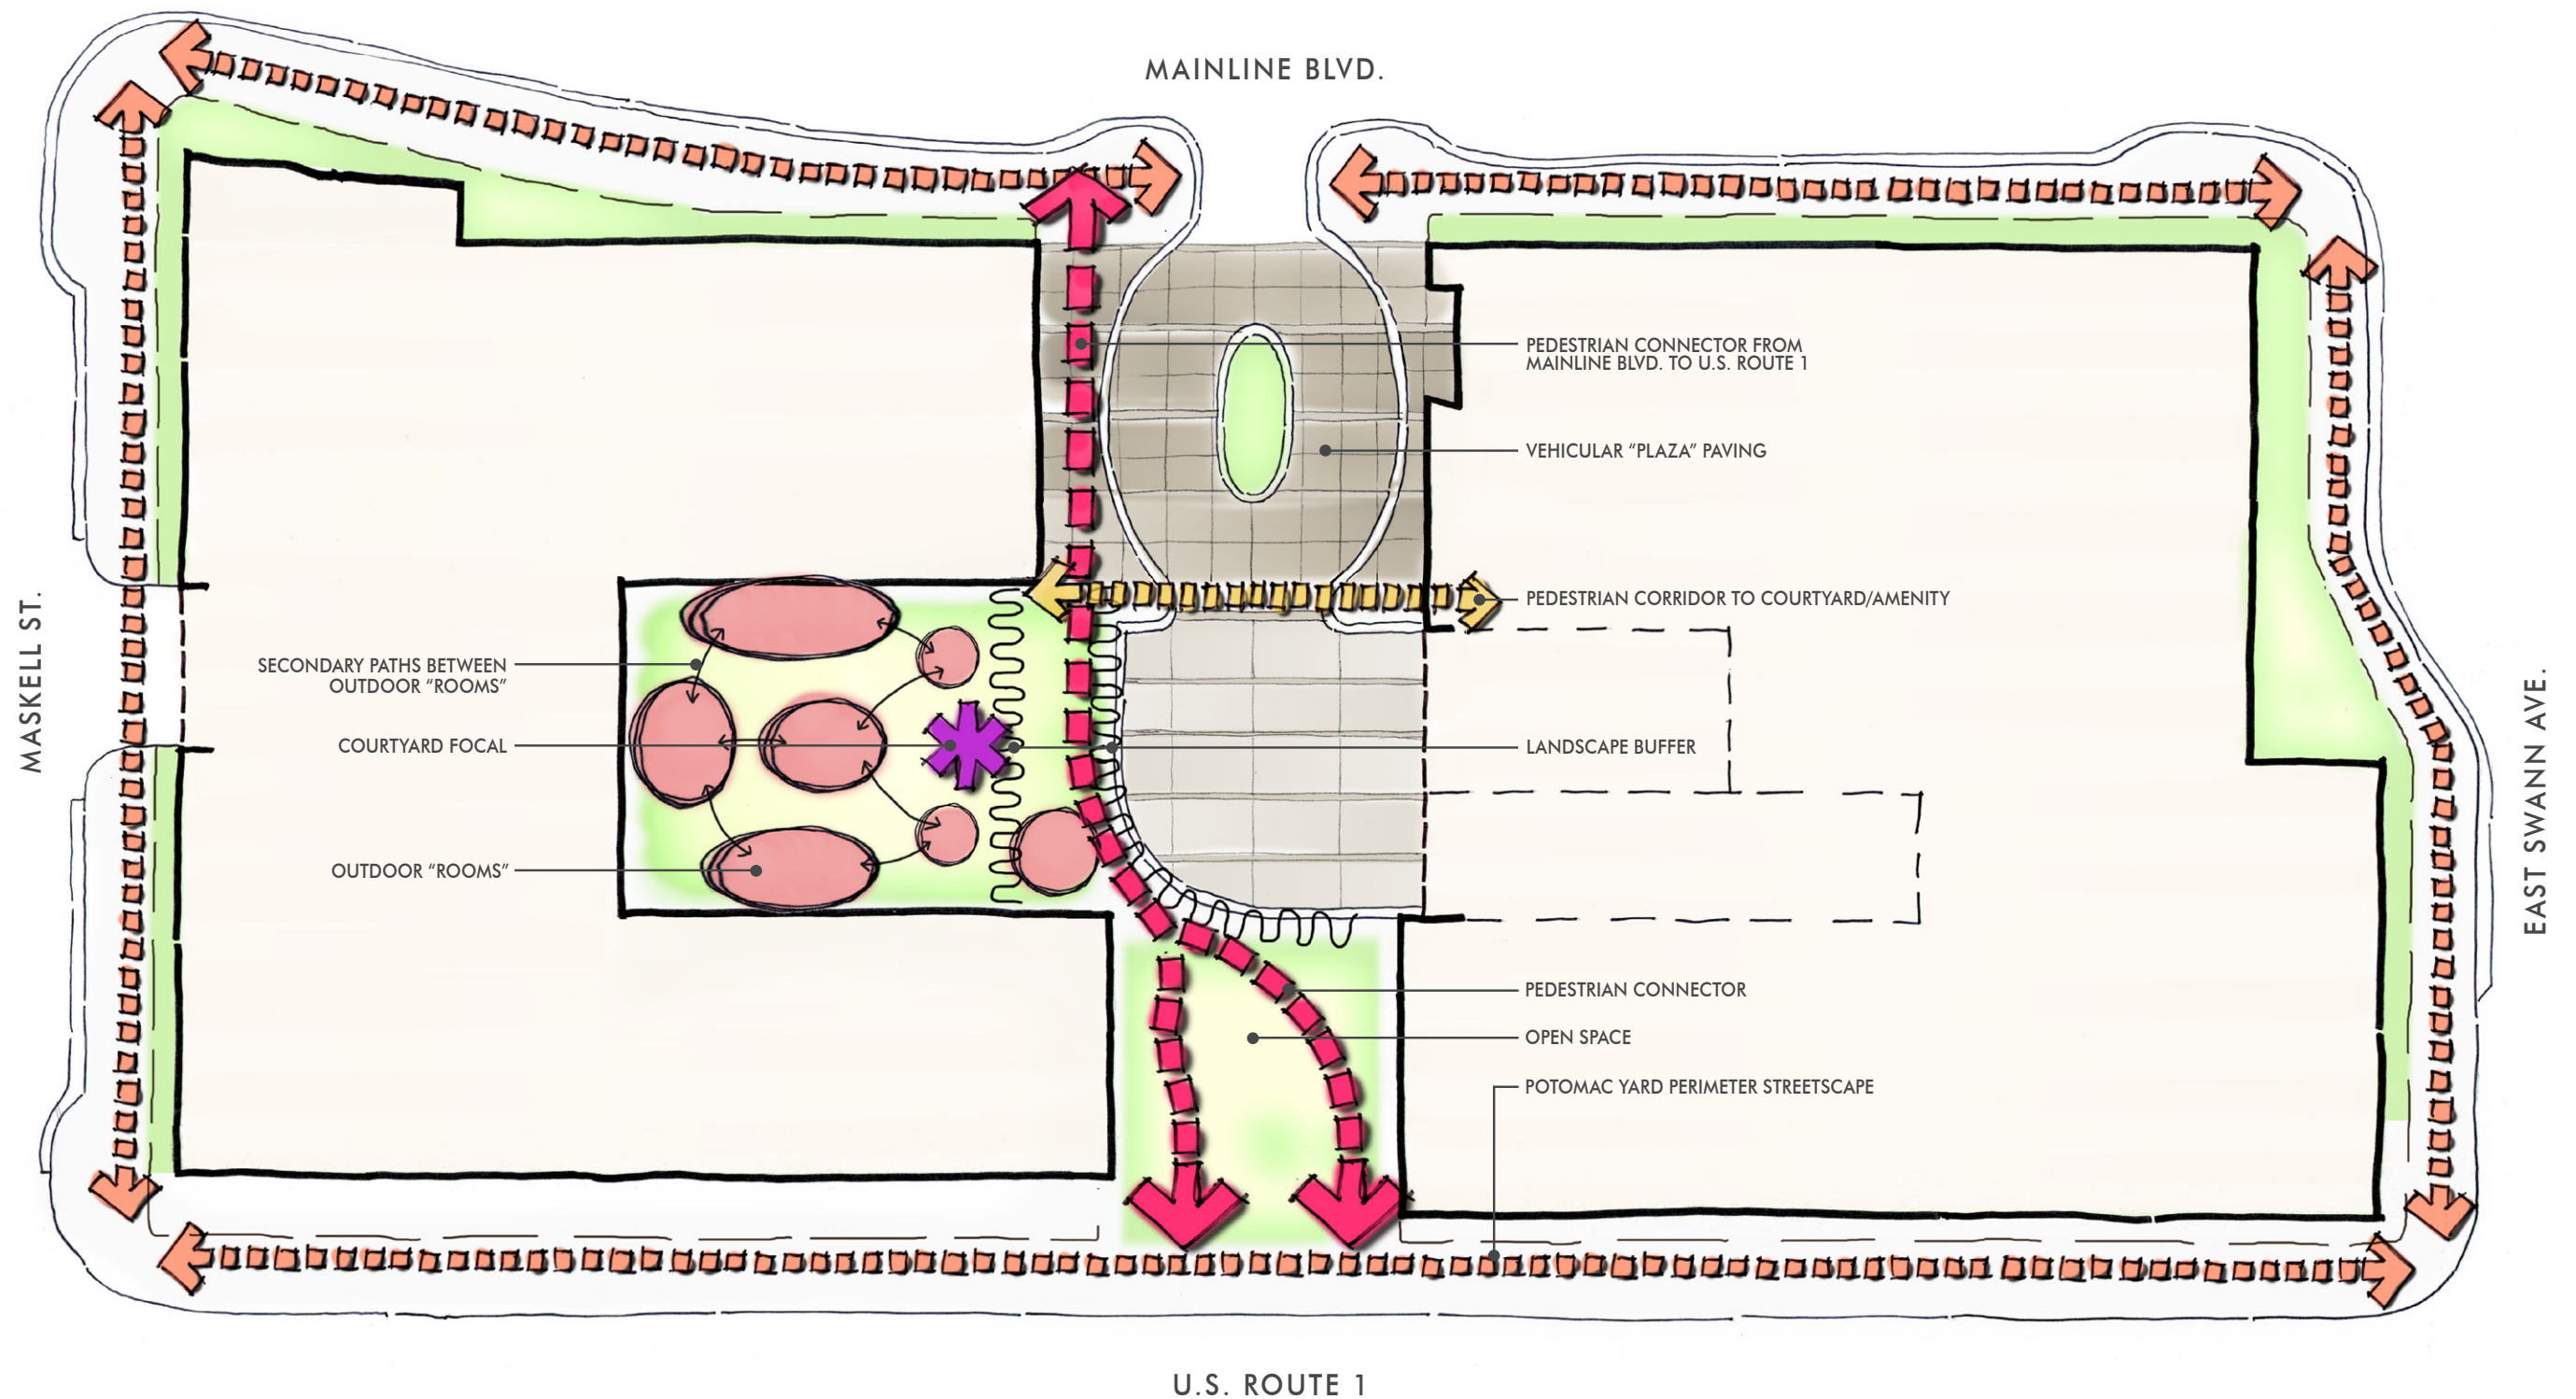 MAINLINE BLVD.
PEDESTRIAN CONNECTOR FROM
MAINLINE BLVD. TO U.S. ROUTE 1
VEHICULAR “PLAZA” PAVING
PEDESTRIAN CORRIDOR TO COURTYARD/AMENITY
MASKELL ST.
SECONDARY PATHS BETWEEN
OUTDOOR “ROOMS”
COURTYARD FOCAL
OUTDOOR “ROOMS”
LANDSCAPE BUFFER
EAST SWANN AVE.
PEDESTRIAN CONNECTOR
OPEN SPACE
POTOMAC YARD PERIMETER STREETSCAPE
U.S. ROUTE 1